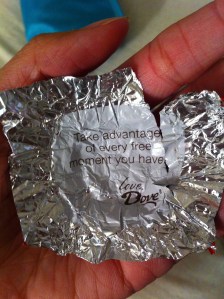 Take advantage
of every free
moment you have.
Love,
Dove